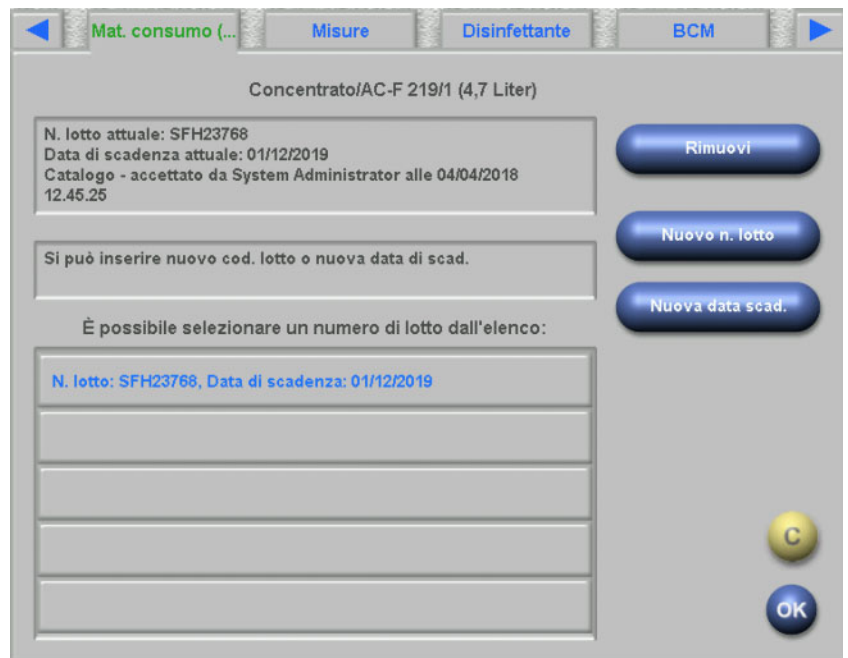 Mat. consumo (...
Misure
Disinfettante
BCM
Concentrato/AC-F 219/1 (4,7 Liter)
N. lotto attuale: SFH23768
Data di scadenza attuale: 01/12/2019
Catalogo - accettato da System Administrator alle 04/04/2018
12.45.25
Rimuovi
Nuovo n. lotto
Si può inserire nuovo cod. lotto o nuova data di scad.
Nuova data scad.
È possibile selezionare un numero di lotto dall'elenco:
N. lotto: SFH23768, Data di scadenza: 01/12/2019
C
OK